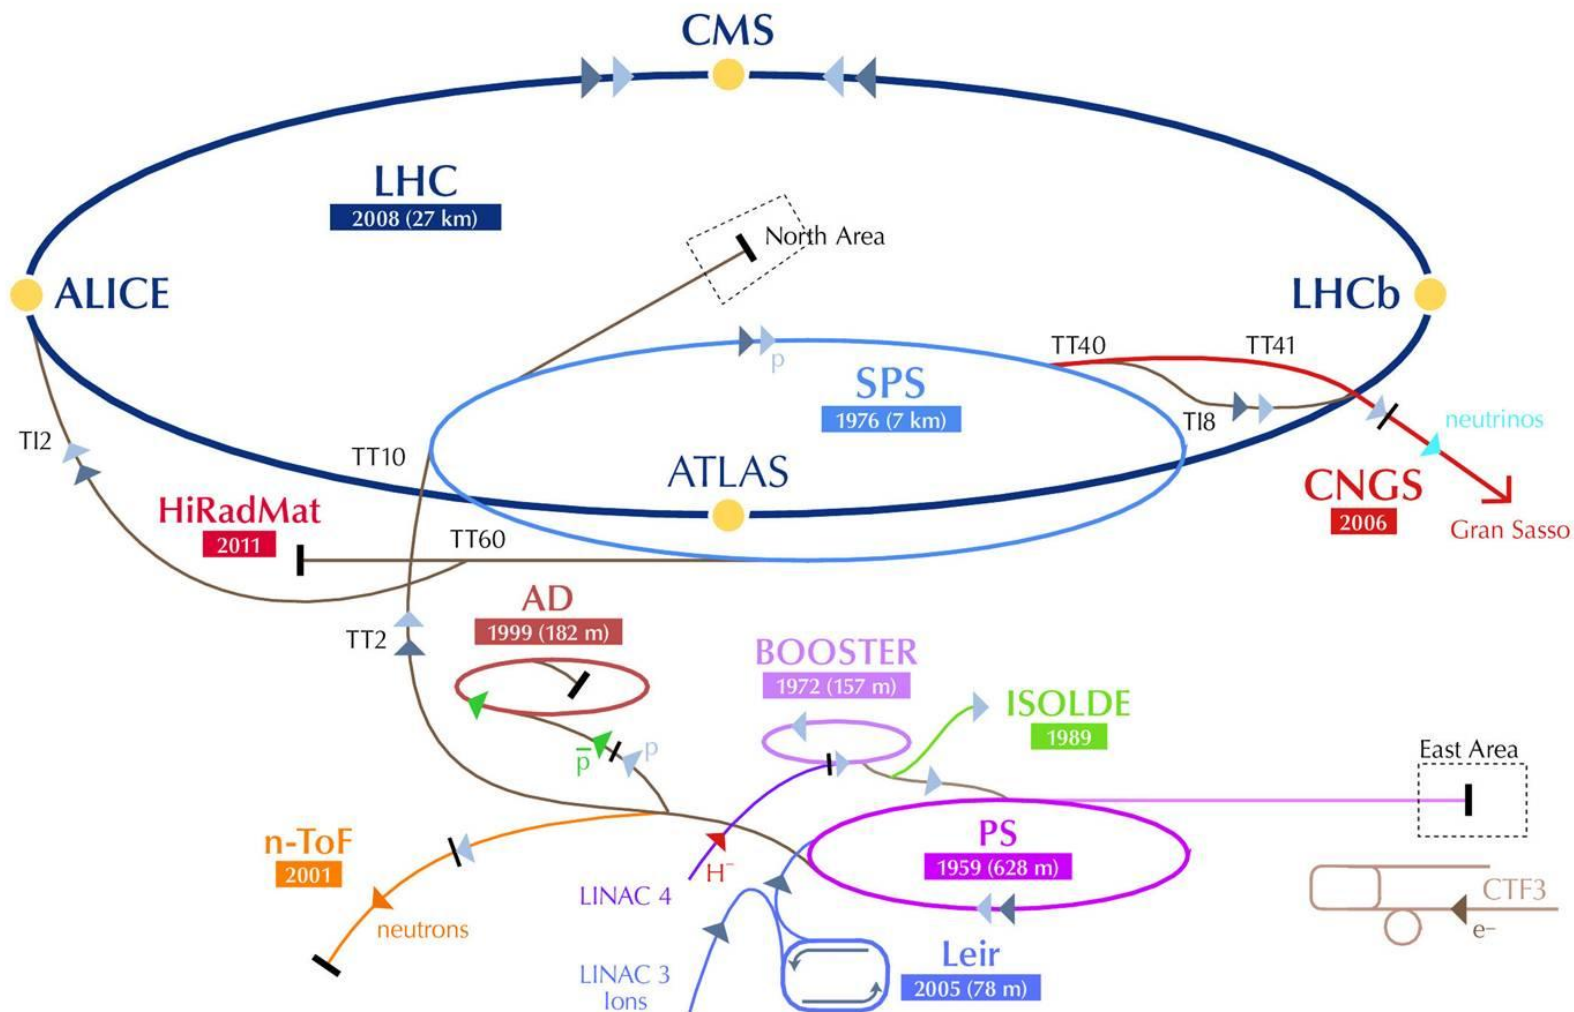 CMS
LHC
2008 (27 km)
North Area
ALICE
LHCb
TT40
TT41
p
SPS
1976 (7 km)
TI8
neutrinos
TI2
TT10
ATLAS
CNGS
2006
Gran Sasso
HiRadMat
2011
TT60
AD
1999 (182 m)
TT2
BOOSTER
1972 (157 m)
ISOLDE
1989
p̅
p
East Area
n-ToF
2001
PS
1959 (628 m)
H⁻
LINAC 4
CTF3
e–
neutrons
LINAC 3
Ions
Leir
2005 (78 m)